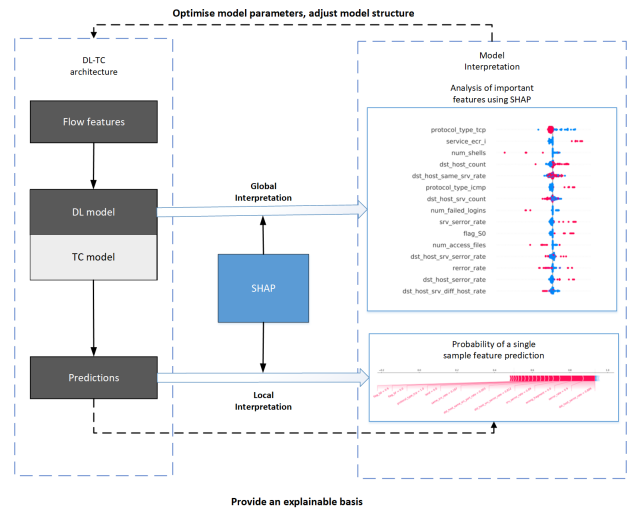 Optimise model parameters, adjust model structure
DL-TC
architecture
Flow features
DL model
TC model
Predictions
Global
Interpretation
SHAP
Local
Interpretation
Model
Interpretation
Analysis of important
features using SHAP
protocol_type_tcp
service_ecr_i
num_shells
dst_host_count
dst_host_same_srv_rate
protocol_type_icmp
dst_host_srv_count
num_failed_logins
srv_serror_rate
flag_S0
num_access_files
dst_host_srv_serror_rate
rerror_rate
dst_host_serror_rate
dst_host_srv_diff_host_rate
Probability of a single
sample feature prediction
Provide an explainable basis